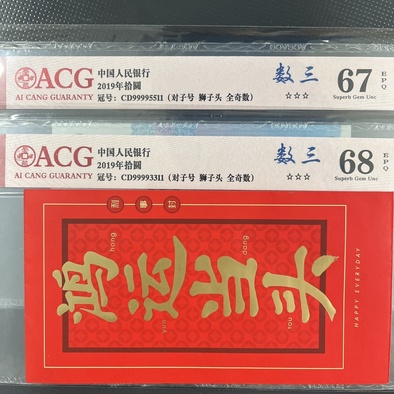 ACG
AI CANG GUARANTY
中国人民银行
2019年拾圆
冠号：CD99995511（对子号 狮子头 全奇数）
数三
☆☆☆
67
EPQ
Superb Gem Unc
ACG
AI CANG GUARANTY
中国人民银行
2019年拾圆
冠号：CD99993311（对子号 狮子头 全奇数）
数三
☆☆☆
68
EPQ
Superb Gem Unc
鸿运当头
hong
yun
dang
tou
HAPPY EVERYDAY